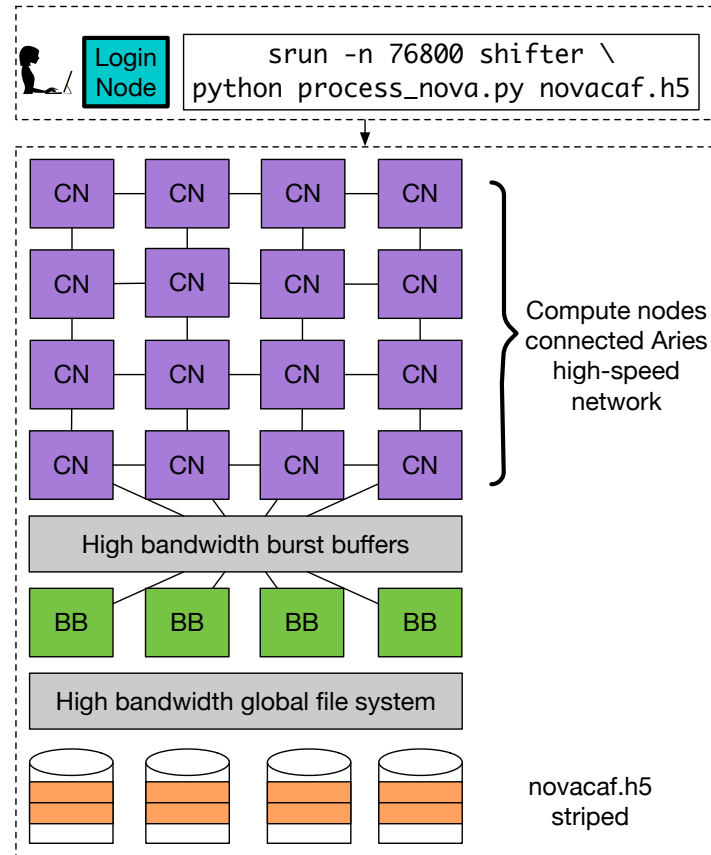 Login
Node
srun -n 76800 shifter \
python process_nova.py novacaf.h5
CN CN CN CN
CN CN CN CN
CN CN CN CN
CN CN CN CN
Compute nodes
connected Aries
high-speed
network
High bandwidth burst buffers
BB BB BB BB
High bandwidth global file system
novacaf.h5
striped